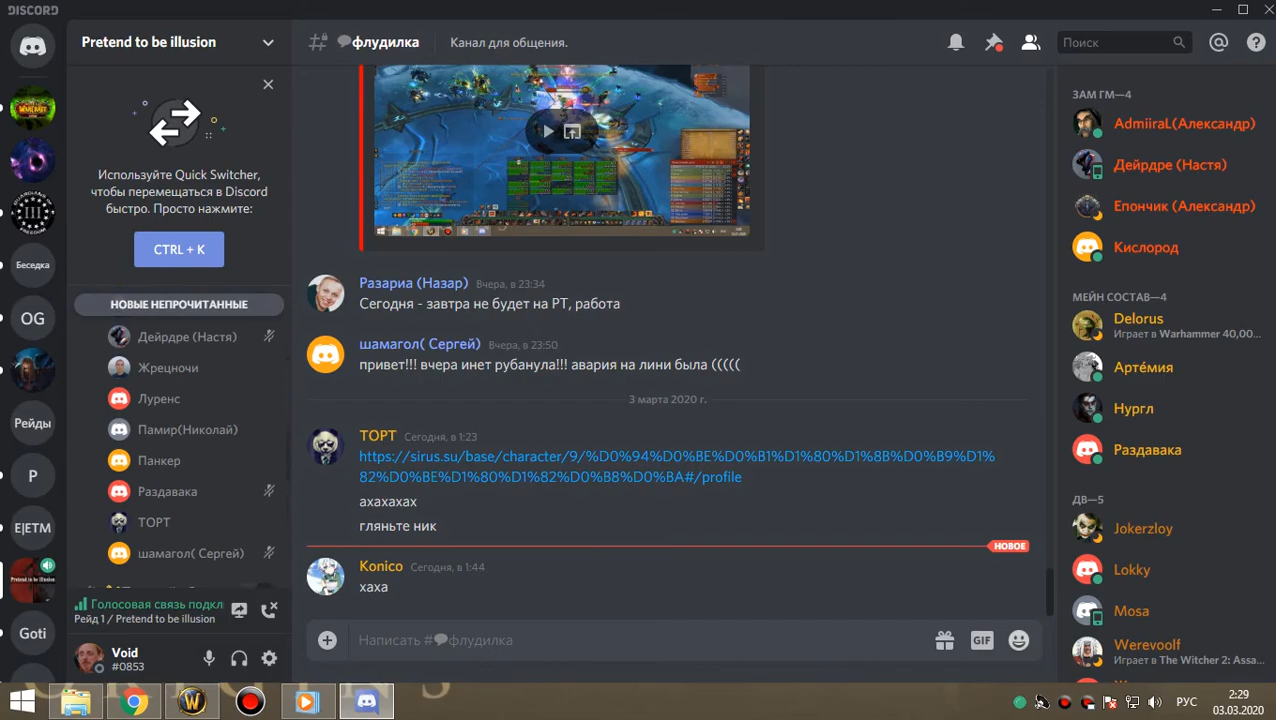 DISCORD
Pretend to be illusion
Используйте Quick Switcher,
чтобы перемещаться в Discord
быстро. Просто нажмите:
CTRL + K
НОВЫЕ НЕПРОЧИТАННЫЕ
Дейрдре (Настя)
Жрецночи
Луренс
Памир(Николай)
Панкер
Раздавака
ТОРТ
шамагол( Сергей)
Голосовая связь подкл
Рейд 1 / Pretend to be illusion
Void
#0853
Беседка
OG
Рейды
P
E|ETM
Goti
флудилка
Канал для общения.
Поиск
Разариа (Назар) Вчера, в 23:34
Сегодня - завтра не будет на РТ, работа
шамагол( Сергей) Вчера, в 23:50
привет!!! вчера инет рубанула!!! авария на лини была (((((
3 марта 2020 г.
ТОРТ Сегодня, в 1:23
https://sirus.su/base/character/9/%D0%94%D0%BE%D0%B1%D1%80%D1%8B%D0%B9%D1%
82%D0%BE%D1%80%D1%82%D0%B8%D0%BA#/profile
ахахахах
гляньте ник
НОВОЕ
Konico Сегодня, в 1:44
хаха
Написать #флудилка
GIF
ЗАМ ГМ—4
AdmiiraL(Александр)
Дейрдре (Настя)
Епончик (Александр)
Кислород
МЕЙН СОСТАВ—4
Delorus
Играет в Warhammer 40,00...
Артéмия
Нургл
Раздавака
ДВ—5
Jokerzloy
Lokky
Mosa
Werevoolf
Играет в The Witcher 2: Assa...
РУС
2:29
03.03.2020